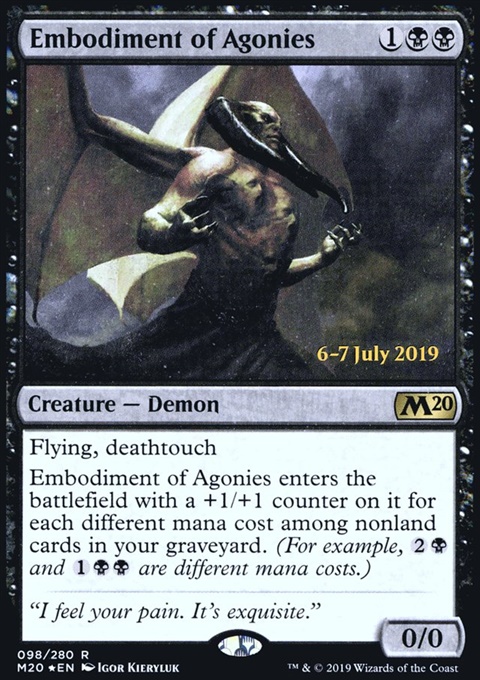 Embodiment of Agonies 1
6–7 July 2019
Creature — Demon M20
Flying, deathtouch
Embodiment of Agonies enters the
battlefield with a +1/+1 counter on it for
each different mana cost among nonland
cards in your graveyard. (For example, 2
and 1 are different mana costs.)
“I feel your pain. It’s exquisite.”
0/0
098/280 R
M20 ★ EN Igor Kieryluk
™ & © 2019 Wizards of the Coast